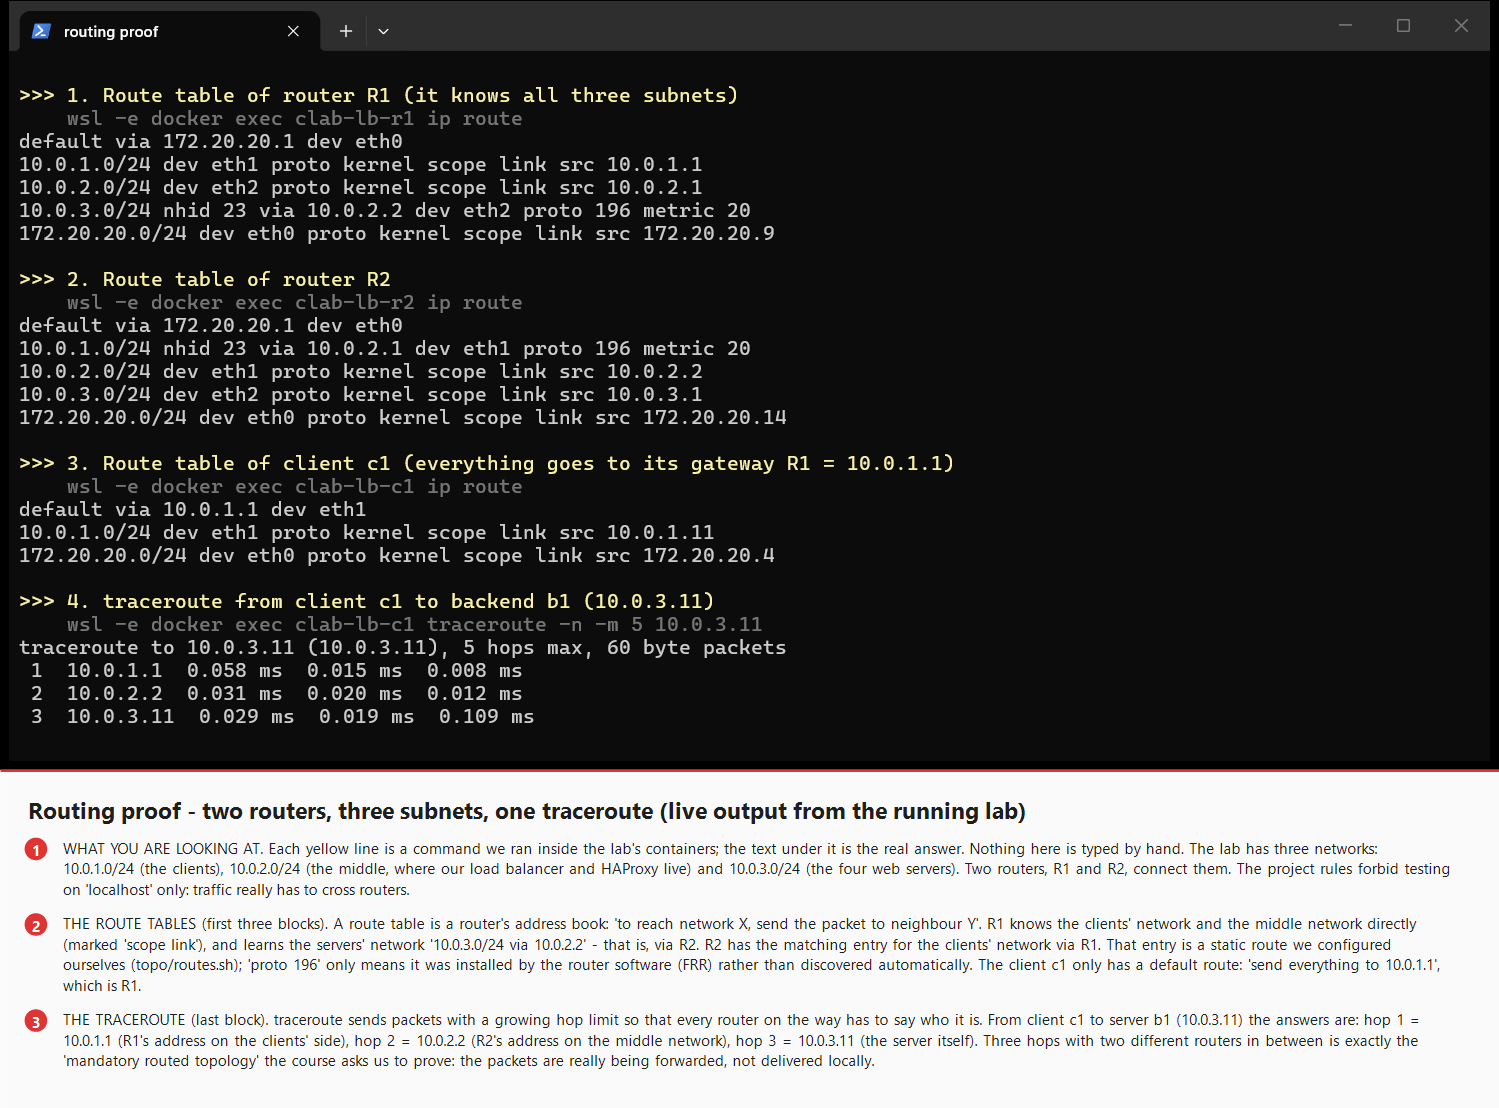 routing proof
>>> 1. Route table of router R1 (it knows all three subnets)
wsl -e docker exec clab-lb-r1 ip route
default via 172.20.20.1 dev eth0
10.0.1.0/24 dev eth1 proto kernel scope link src 10.0.1.1
10.0.2.0/24 dev eth2 proto kernel scope link src 10.0.2.1
10.0.3.0/24 nhid 23 via 10.0.2.2 dev eth2 proto 196 metric 20
172.20.20.0/24 dev eth0 proto kernel scope link src 172.20.20.9
>>> 2. Route table of router R2
wsl -e docker exec clab-lb-r2 ip route
default via 172.20.20.1 dev eth0
10.0.1.0/24 nhid 23 via 10.0.2.1 dev eth1 proto 196 metric 20
10.0.2.0/24 dev eth1 proto kernel scope link src 10.0.2.2
10.0.3.0/24 dev eth2 proto kernel scope link src 10.0.3.1
172.20.20.0/24 dev eth0 proto kernel scope link src 172.20.20.14
>>> 3. Route table of client c1 (everything goes to its gateway R1 = 10.0.1.1)
wsl -e docker exec clab-lb-c1 ip route
default via 10.0.1.1 dev eth1
10.0.1.0/24 dev eth1 proto kernel scope link src 10.0.1.11
172.20.20.0/24 dev eth0 proto kernel scope link src 172.20.20.4
>>> 4. traceroute from client c1 to backend b1 (10.0.3.11)
wsl -e docker exec clab-lb-c1 traceroute -n -m 5 10.0.3.11
traceroute to 10.0.3.11 (10.0.3.11), 5 hops max, 60 byte packets
1 10.0.1.1 0.058 ms 0.015 ms 0.008 ms
2 10.0.2.2 0.031 ms 0.020 ms 0.012 ms
3 10.0.3.11 0.029 ms 0.019 ms 0.109 ms
Routing proof - two routers, three subnets, one traceroute (live output from the running lab)
1 WHAT YOU ARE LOOKING AT. Each yellow line is a command we ran inside the lab's containers; the text under it is the real answer. Nothing here is typed by hand. The lab has three networks:
10.0.1.0/24 (the clients), 10.0.2.0/24 (the middle, where our load balancer and HAProxy live) and 10.0.3.0/24 (the four web servers). Two routers, R1 and R2, connect them. The project rules forbid testing
on 'localhost' only: traffic really has to cross routers.
2 THE ROUTE TABLES (first three blocks). A route table is a router's address book: 'to reach network X, send the packet to neighbour Y'. R1 knows the clients' network and the middle network directly
(marked 'scope link'), and learns the servers' network '10.0.3.0/24 via 10.0.2.2' - that is, via R2. R2 has the matching entry for the clients' network via R1. That entry is a static route we configured
ourselves (topo/routes.sh); 'proto 196' only means it was installed by the router software (FRR) rather than discovered automatically. The client c1 only has a default route: 'send everything to 10.0.1.1',
which is R1.
3 THE TRACEROUTE (last block). traceroute sends packets with a growing hop limit so that every router on the way has to say who it is. From client c1 to server b1 (10.0.3.11) the answers are: hop 1 =
10.0.1.1 (R1's address on the clients' side), hop 2 = 10.0.2.2 (R2's address on the middle network), hop 3 = 10.0.3.11 (the server itself). Three hops with two different routers in between is exactly the
'mandatory routed topology' the course asks us to prove: the packets are really being forwarded, not delivered locally.